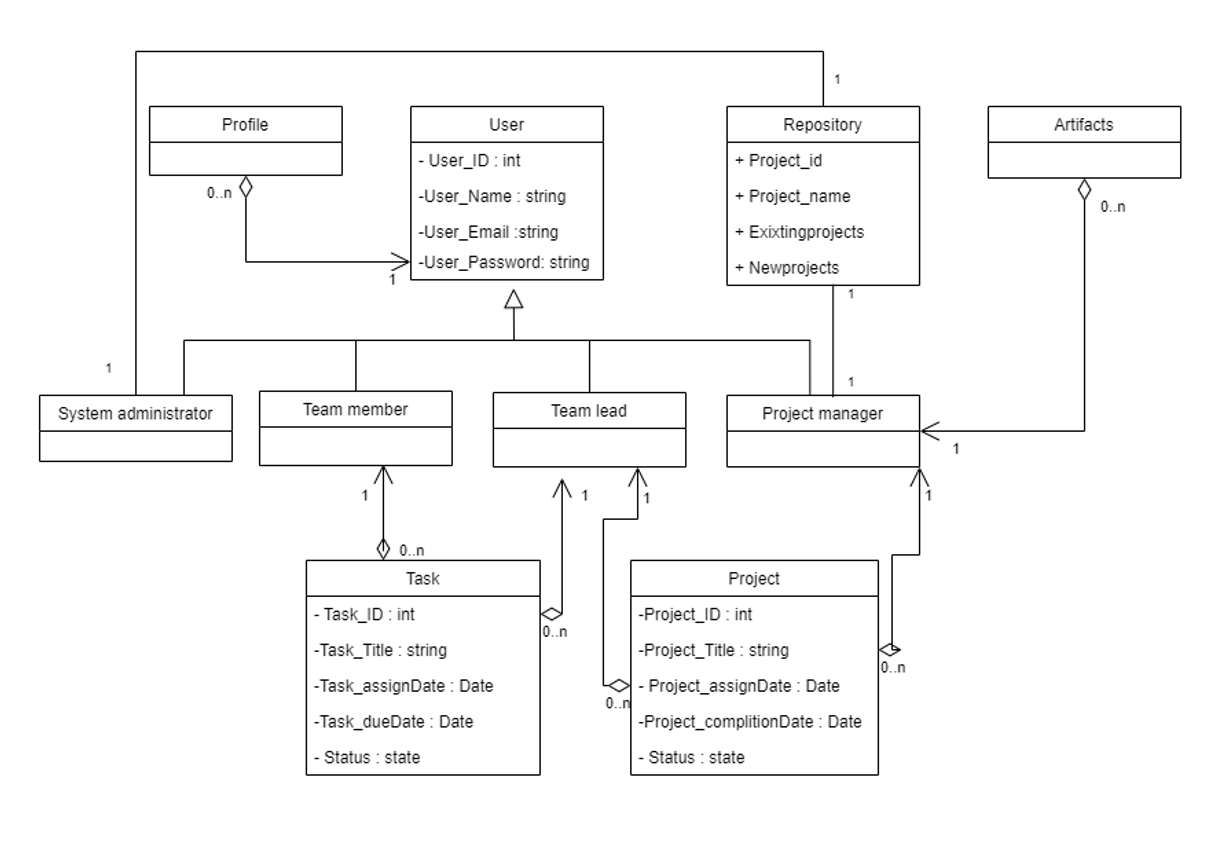 1
Profile
0..n
User
- User_ID : int
-User_Name : string
-User_Email :string
-User_Password: string
1
Repository
+ Project_id
+ Project_name
+ Exixtingprojects
+ Newprojects
1
Artifacts
0..n
1
System administrator
Team member
Team lead
1
Project manager
1
1
1
1
1
0..n
Task
- Task_ID : int
-Task_Title : string
-Task_assignDate : Date
-Task_dueDate : Date
- Status : state
0..n
Project
-Project_ID : int
-Project_Title : string
- Project_assignDate : Date
-Project_complitionDate : Date
- Status : state
0..n
0..n